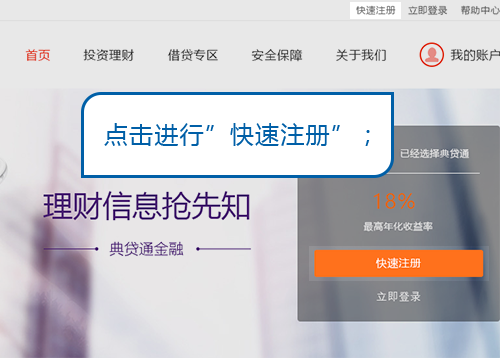 快速注册 立即登录 帮助中心
首页 投资理财 借贷专区 安全保障 关于我们 我的账户
点击进行”快速注册”；
已经选择典贷通
理财信息抢先知
18%
最高年化收益率
典贷通金融
快速注册
立即登录